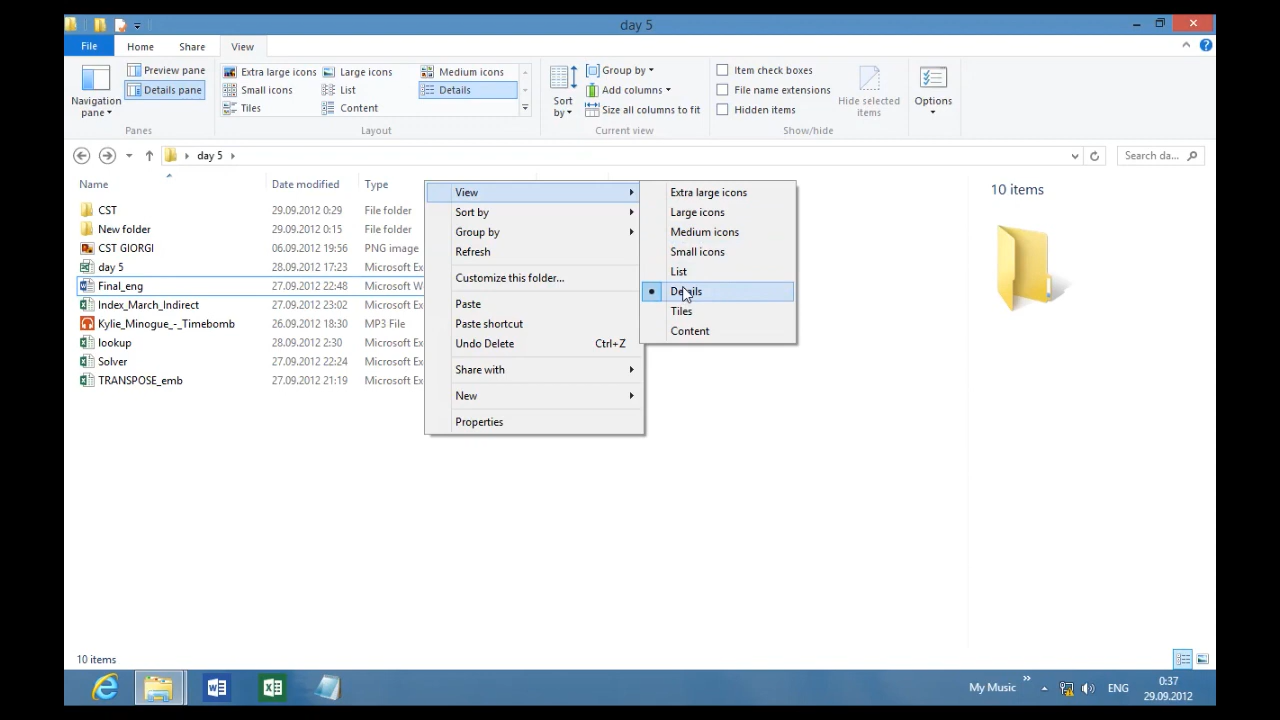 day 5
File Home Share View
Navigation pane
Preview pane
Details pane
Panes
Extra large icons Large icons Medium icons
Small icons List Details
Tiles Content
Layout
Sort by
Group by
Add columns
Size all columns to fit
Current view
Item check boxes
File name extensions
Hidden items
Hide selected items
Show/hide
Options
day 5
Search da...
Name Date modified Type
CST 29.09.2012 0:29 File folder
New folder 29.09.2012 0:15 File folder
CST GIORGI 06.09.2012 19:56 PNG image
day 5 28.09.2012 17:23 Microsoft Ex
Final_eng 27.09.2012 22:48 Microsoft W
Index_March_Indirect 27.09.2012 23:02 Microsoft Ex
Kylie_Minogue_-_Timebomb 26.09.2012 18:30 MP3 File
lookup 28.09.2012 2:30 Microsoft Ex
Solver 27.09.2012 22:24 Microsoft Ex
TRANSPOSE_emb 27.09.2012 21:19 Microsoft Ex
View
Sort by
Group by
Refresh
Customize this folder...
Paste
Paste shortcut
Undo Delete Ctrl+Z
Share with
New
Properties
Extra large icons
Large icons
Medium icons
Small icons
List
Details
Tiles
Content
10 items
10 items
My Music ENG
0:37
29.09.2012